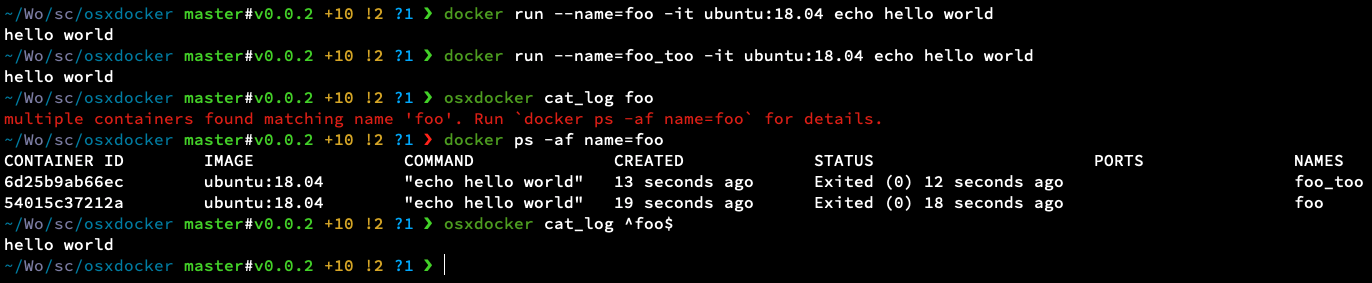 ~/Wo/sc/osxdocker master#v0.0.2 +10 !2 ?1 ❯ docker run --name=foo -it ubuntu:18.04 echo hello world
hello world
~/Wo/sc/osxdocker master#v0.0.2 +10 !2 ?1 ❯ docker run --name=foo_too -it ubuntu:18.04 echo hello world
hello world
~/Wo/sc/osxdocker master#v0.0.2 +10 !2 ?1 ❯ osxdocker cat_log foo
multiple containers found matching name 'foo'. Run `docker ps -af name=foo` for details.
~/Wo/sc/osxdocker master#v0.0.2 +10 !2 ?1 ❯ docker ps -af name=foo
CONTAINER ID        IMAGE               COMMAND              CREATED             STATUS                      PORTS               NAMES
6d25b9ab66ec        ubuntu:18.04        "echo hello world"   13 seconds ago      Exited (0) 12 seconds ago                       foo_too
54015c37212a        ubuntu:18.04        "echo hello world"   19 seconds ago      Exited (0) 18 seconds ago                       foo
~/Wo/sc/osxdocker master#v0.0.2 +10 !2 ?1 ❯ osxdocker cat_log ^foo$
hello world
~/Wo/sc/osxdocker master#v0.0.2 +10 !2 ?1 ❯